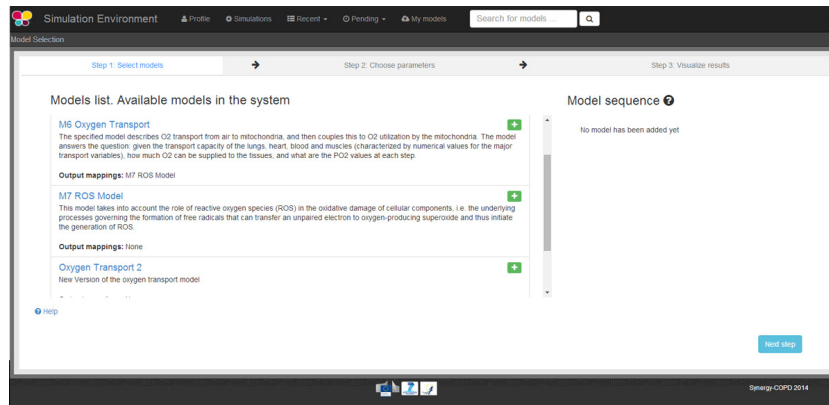 Simulation Environment
Profile
Simulations
Recent
Pending
My models
Search for models ...
Model Selection
Step 1: Select models
Step 2: Choose parameters
Step 3: Visualize results
Models list. Available models in the system
M6 Oxygen Transport
The specified model describes O2 transport from air to mitochondria, and then couples this to O2 utilization by the mitochondria. The model
answers the question: given the transport capacity of the lungs, heart, blood and muscles (characterized by numerical values for the major
transport variables), how much O2 can be supplied to the tissues, and what are the PO2 values at each step.
Output mappings: M7 ROS Model
M7 ROS Model
This model takes into account the role of reactive oxygen species (ROS) in the oxidative damage of cellular components, i.e. the underlying
processes governing the formation of free radicals that can transfer an unpaired electron to oxygen-producing superoxide and thus initiate
the generation of ROS.
Output mappings: None
Oxygen Transport 2
New Version of the oxygen transport model
Model sequence
No model has been added yet
Help
Next step
Synergy-COPD 2014